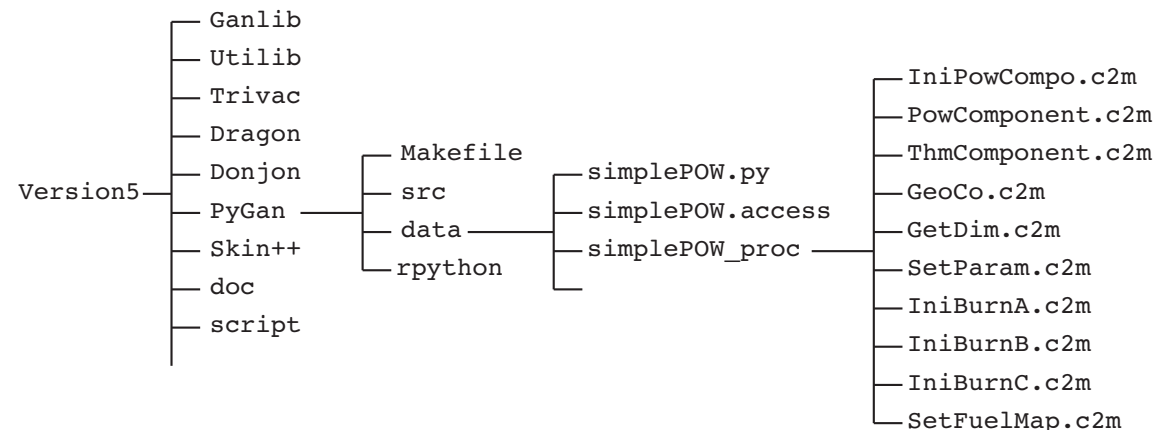 Version5
Ganlib
Utilib
Trivac
Dragon
Donjon
PyGan
Skin++
doc
script
Makefile
src
data
rpython
simplePOW.py
simplePOW.access
simplePOW_proc
IniPowCompo.c2m
PowComponent.c2m
ThmComponent.c2m
GeoCo.c2m
GetDim.c2m
SetParam.c2m
IniBurnA.c2m
IniBurnB.c2m
IniBurnC.c2m
SetFuelMap.c2m